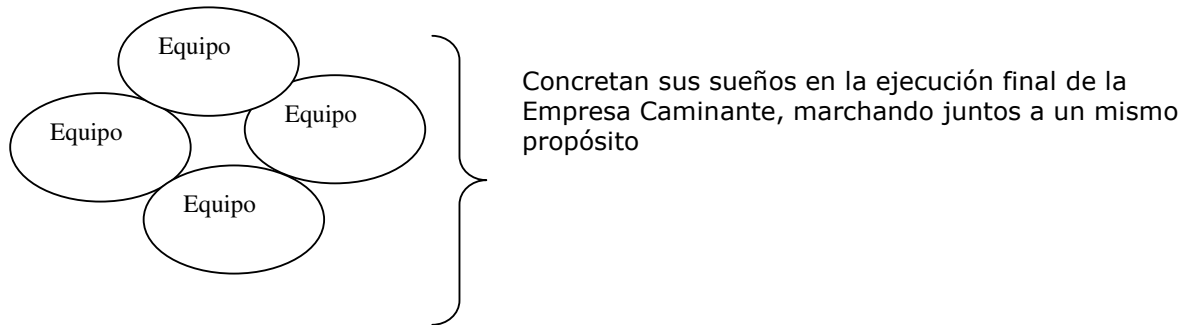 Equipo
Equipo
Equipo
Equipo
Concretan sus sueños en la ejecución final de la
Empresa Caminante, marchando juntos a un mismo
propósito